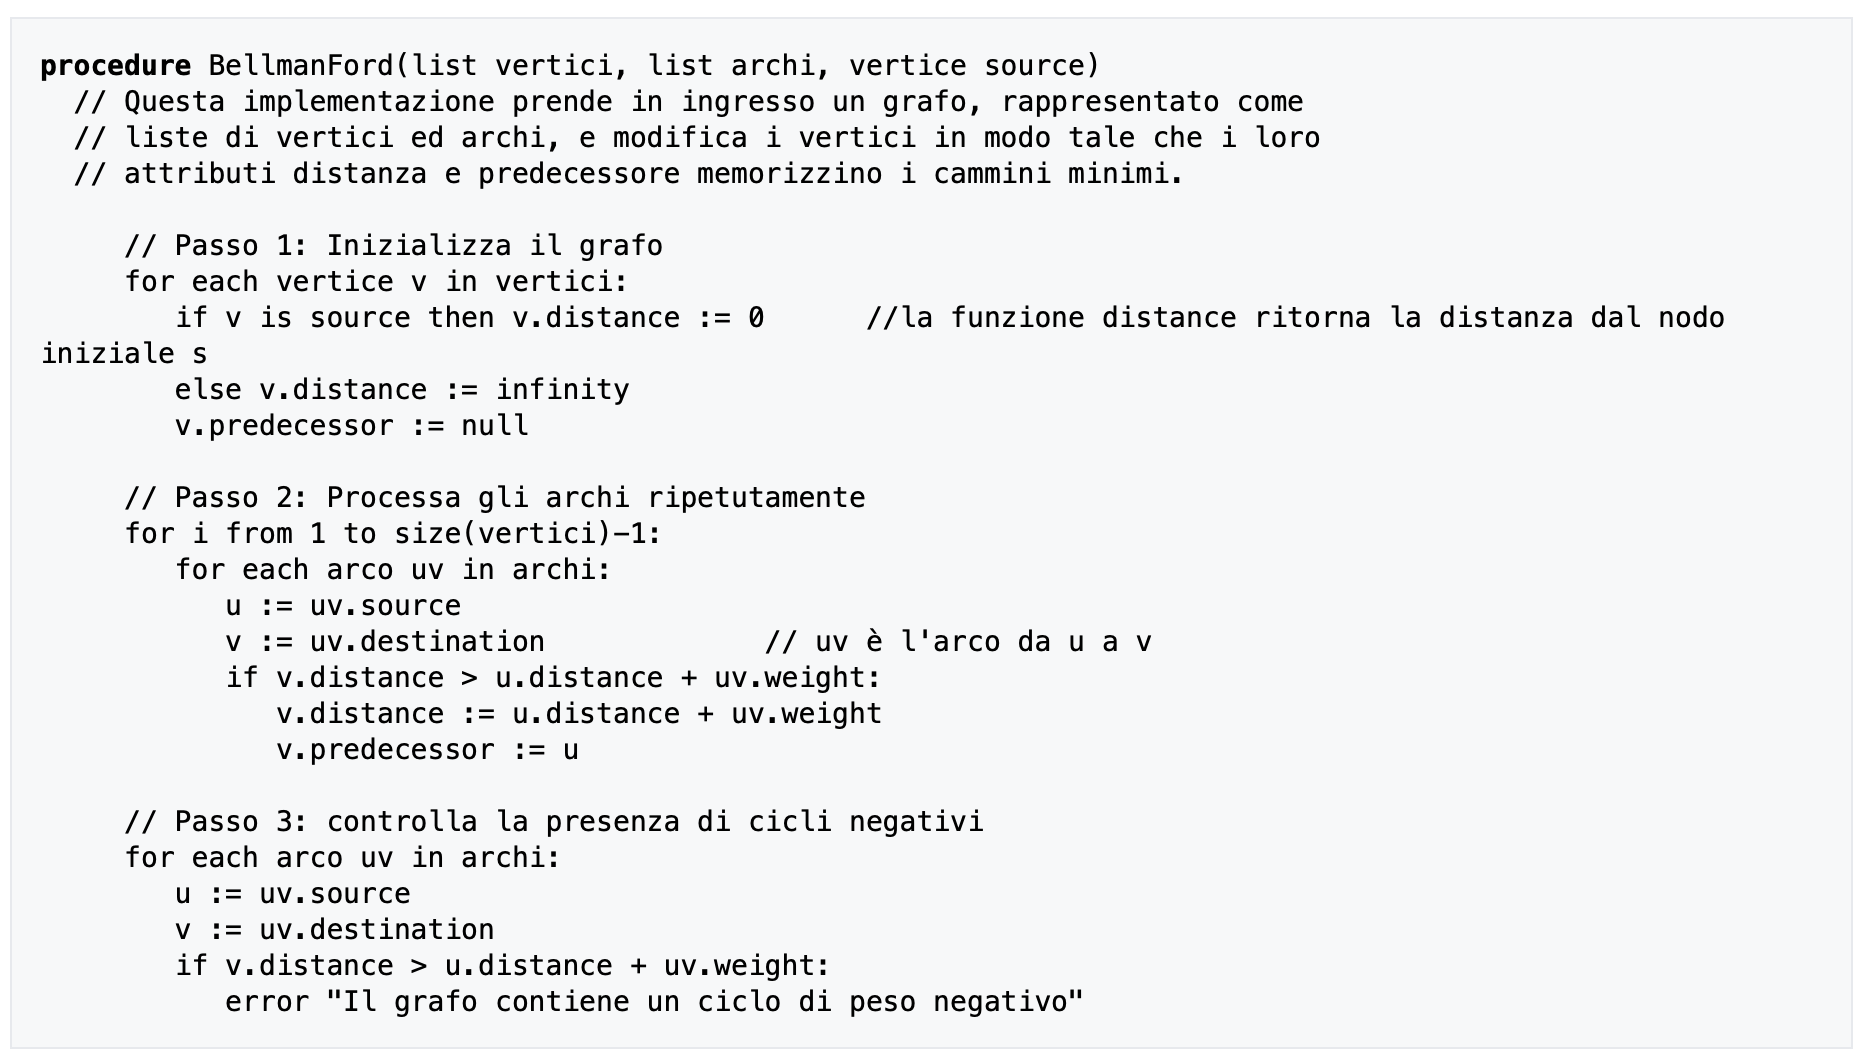 procedure BellmanFord(list vertici, list archi, vertice source)
  // Questa implementazione prende in ingresso un grafo, rappresentato come
  // liste di vertici ed archi, e modifica i vertici in modo tale che i loro
  // attributi distanza e predecessore memorizzino i cammini minimi.

     // Passo 1: Inizializza il grafo
     for each vertice v in vertici:
        if v is source then v.distance := 0      //la funzione distance ritorna la distanza dal nodo
iniziale s
        else v.distance := infinity
        v.predecessor := null

     // Passo 2: Processa gli archi ripetutamente
     for i from 1 to size(vertici)-1:
        for each arco uv in archi:
           u := uv.source
           v := uv.destination             // uv è l'arco da u a v
           if v.distance > u.distance + uv.weight:
              v.distance := u.distance + uv.weight
              v.predecessor := u

     // Passo 3: controlla la presenza di cicli negativi
     for each arco uv in archi:
        u := uv.source
        v := uv.destination
        if v.distance > u.distance + uv.weight:
           error "Il grafo contiene un ciclo di peso negativo"